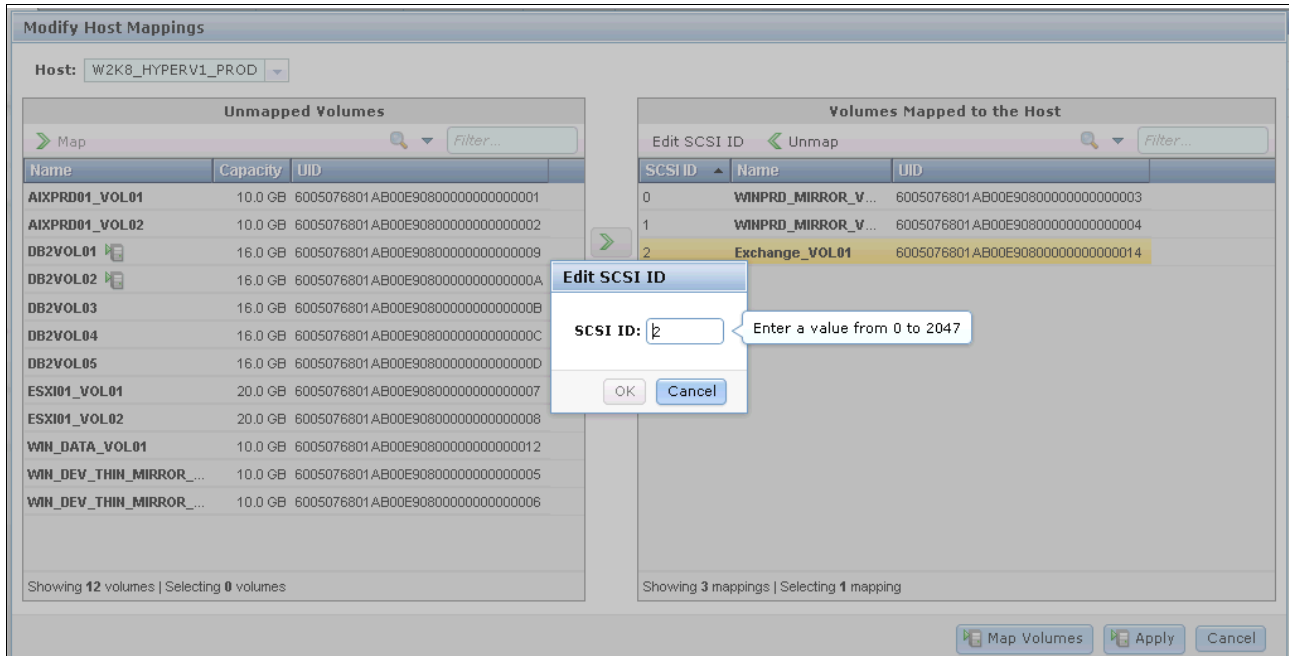 Modify Host Mappings
Host: W2K8_HYPERV1_PROD
Unmapped Volumes
Map Filter...
Name Capacity UID
AIXPRD01_VOL01 10.0 GB 6005076801AB00E90800000000000001
AIXPRD01_VOL02 10.0 GB 6005076801AB00E90800000000000002
DB2VOL01 16.0 GB 6005076801AB00E90800000000000009
DB2VOL02 16.0 GB 6005076801AB00E9080000000000000A
DB2VOL03 16.0 GB 6005076801AB00E9080000000000000B
DB2VOL04 16.0 GB 6005076801AB00E9080000000000000C
DB2VOL05 16.0 GB 6005076801AB00E9080000000000000D
ESXI01_VOL01 20.0 GB 6005076801AB00E90800000000000007
ESXI01_VOL02 20.0 GB 6005076801AB00E90800000000000008
WIN_DATA_VOL01 10.0 GB 6005076801AB00E90800000000000012
WIN_DEV_THIN_MIRROR_... 10.0 GB 6005076801AB00E90800000000000005
WIN_DEV_THIN_MIRROR_... 10.0 GB 6005076801AB00E90800000000000006
Showing 12 volumes | Selecting 0 volumes
Volumes Mapped to the Host
Edit SCSI ID Unmap Filter...
SCSI ID Name UID
0 WINPRD_MIRROR_V... 6005076801AB00E90800000000000003
1 WINPRD_MIRROR_V... 6005076801AB00E90800000000000004
2 Exchange_VOL01 6005076801AB00E90800000000000014
Showing 3 mappings | Selecting 1 mapping
Edit SCSI ID
SCSI ID: 2
Enter a value from 0 to 2047
OK Cancel
Map Volumes Apply Cancel